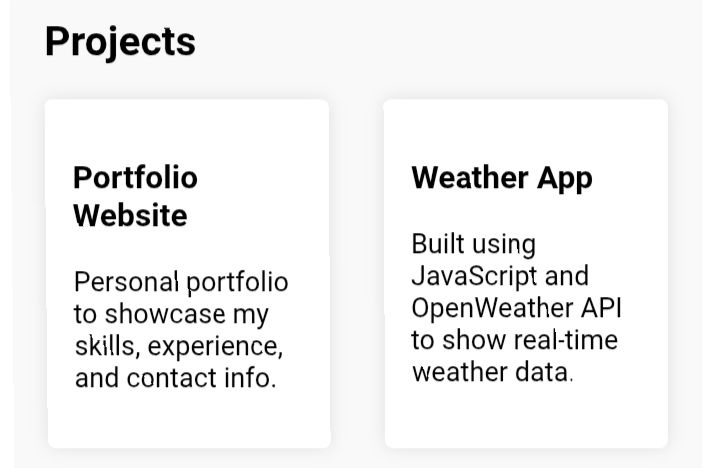 Projects
Portfolio
Website
Personal portfolio
to showcase my
skills, experience,
and contact info.
Weather App
Built using
JavaScript and
OpenWeather API
to show real-time
weather data.